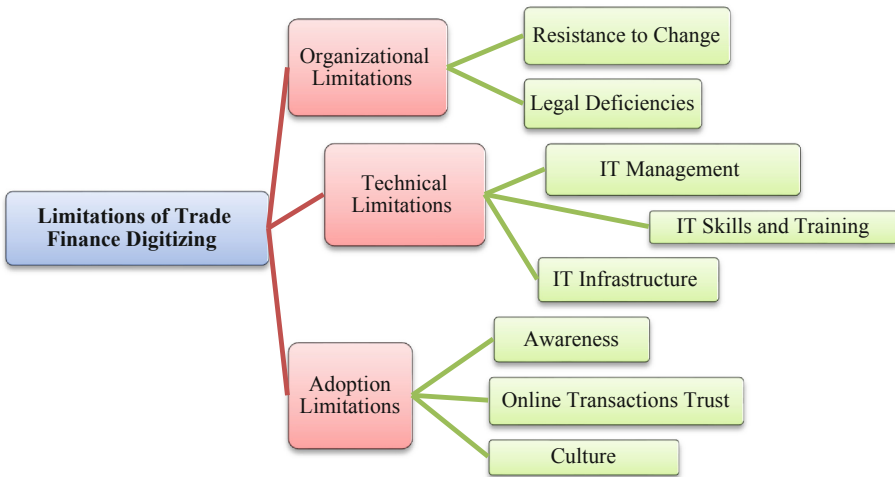 Limitations of Trade
Finance Digitizing
Organizational
Limitations
Resistance to Change
Legal Deficiencies
Technical
Limitations
IT Management
IT Skills and Training
IT Infrastructure
Adoption
Limitations
Awareness
Online Transactions Trust
Culture